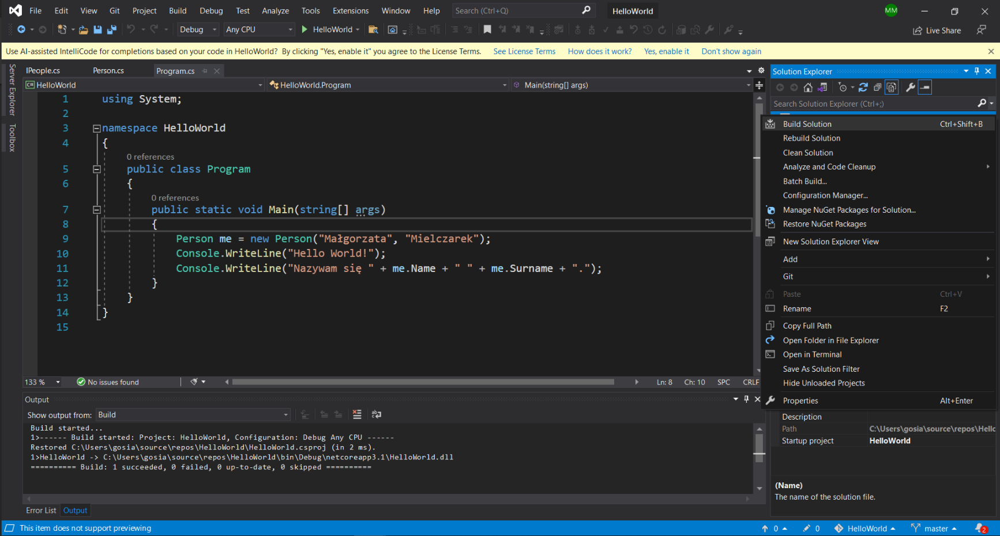 File Edit View Git Project Build Debug Test Analyze Tools Extensions Window Help Search (Ctrl+Q) HelloWorld MM
Debug Any CPU HelloWorld Live Share
Use AI-assisted IntelliCode for completions based on your code in HelloWorld? By clicking "Yes, enable it" you agree to the License Terms. See License Terms How does it work? Yes, enable it Don't show again
Server Explorer
Toolbox
IPeople.cs Person.cs Program.cs
C# HelloWorld HelloWorld.Program Main(string[] args)
1 using System;
2
3 namespace HelloWorld
4 {
0 references
5 public class Program
6 {
0 references
7 public static void Main(string[] args)
8 {
9 Person me = new Person("Małgorzata", "Mielczarek");
10 Console.WriteLine("Hello World!");
11 Console.WriteLine("Nazywam się " + me.Name + " " + me.Surname + ".");
12 }
13 }
14 }
15
133 % No issues found Ln: 8 Ch: 10 SPC CRLF
Output
Show output from: Build
Build started...
1>------ Build started: Project: HelloWorld, Configuration: Debug Any CPU ------
Restored C:\Users\gosia\source\repos\HelloWorld\HelloWorld.csproj (in 2 ms).
1>HelloWorld -> C:\Users\gosia\source\repos\HelloWorld\bin\Debug\netcoreapp3.1\HelloWorld.dll
========== Build: 1 succeeded, 0 failed, 0 up-to-date, 0 skipped ==========
Error List Output
Solution Explorer
Search Solution Explorer (Ctrl+;)
Build Solution Ctrl+Shift+B
Rebuild Solution
Clean Solution
Analyze and Code Cleanup
Batch Build...
Configuration Manager...
Manage NuGet Packages for Solution...
Restore NuGet Packages
New Solution Explorer View
Add
Git
Paste Ctrl+V
Rename F2
Copy Full Path
Open Folder in File Explorer
Open in Terminal
Save As Solution Filter
Hide Unloaded Projects
Properties Alt+Enter
Description
Path C:\Users\gosia\source\repos\Hello
Startup project HelloWorld
(Name)
The name of the solution file.
This item does not support previewing 0 0 HelloWorld master 2